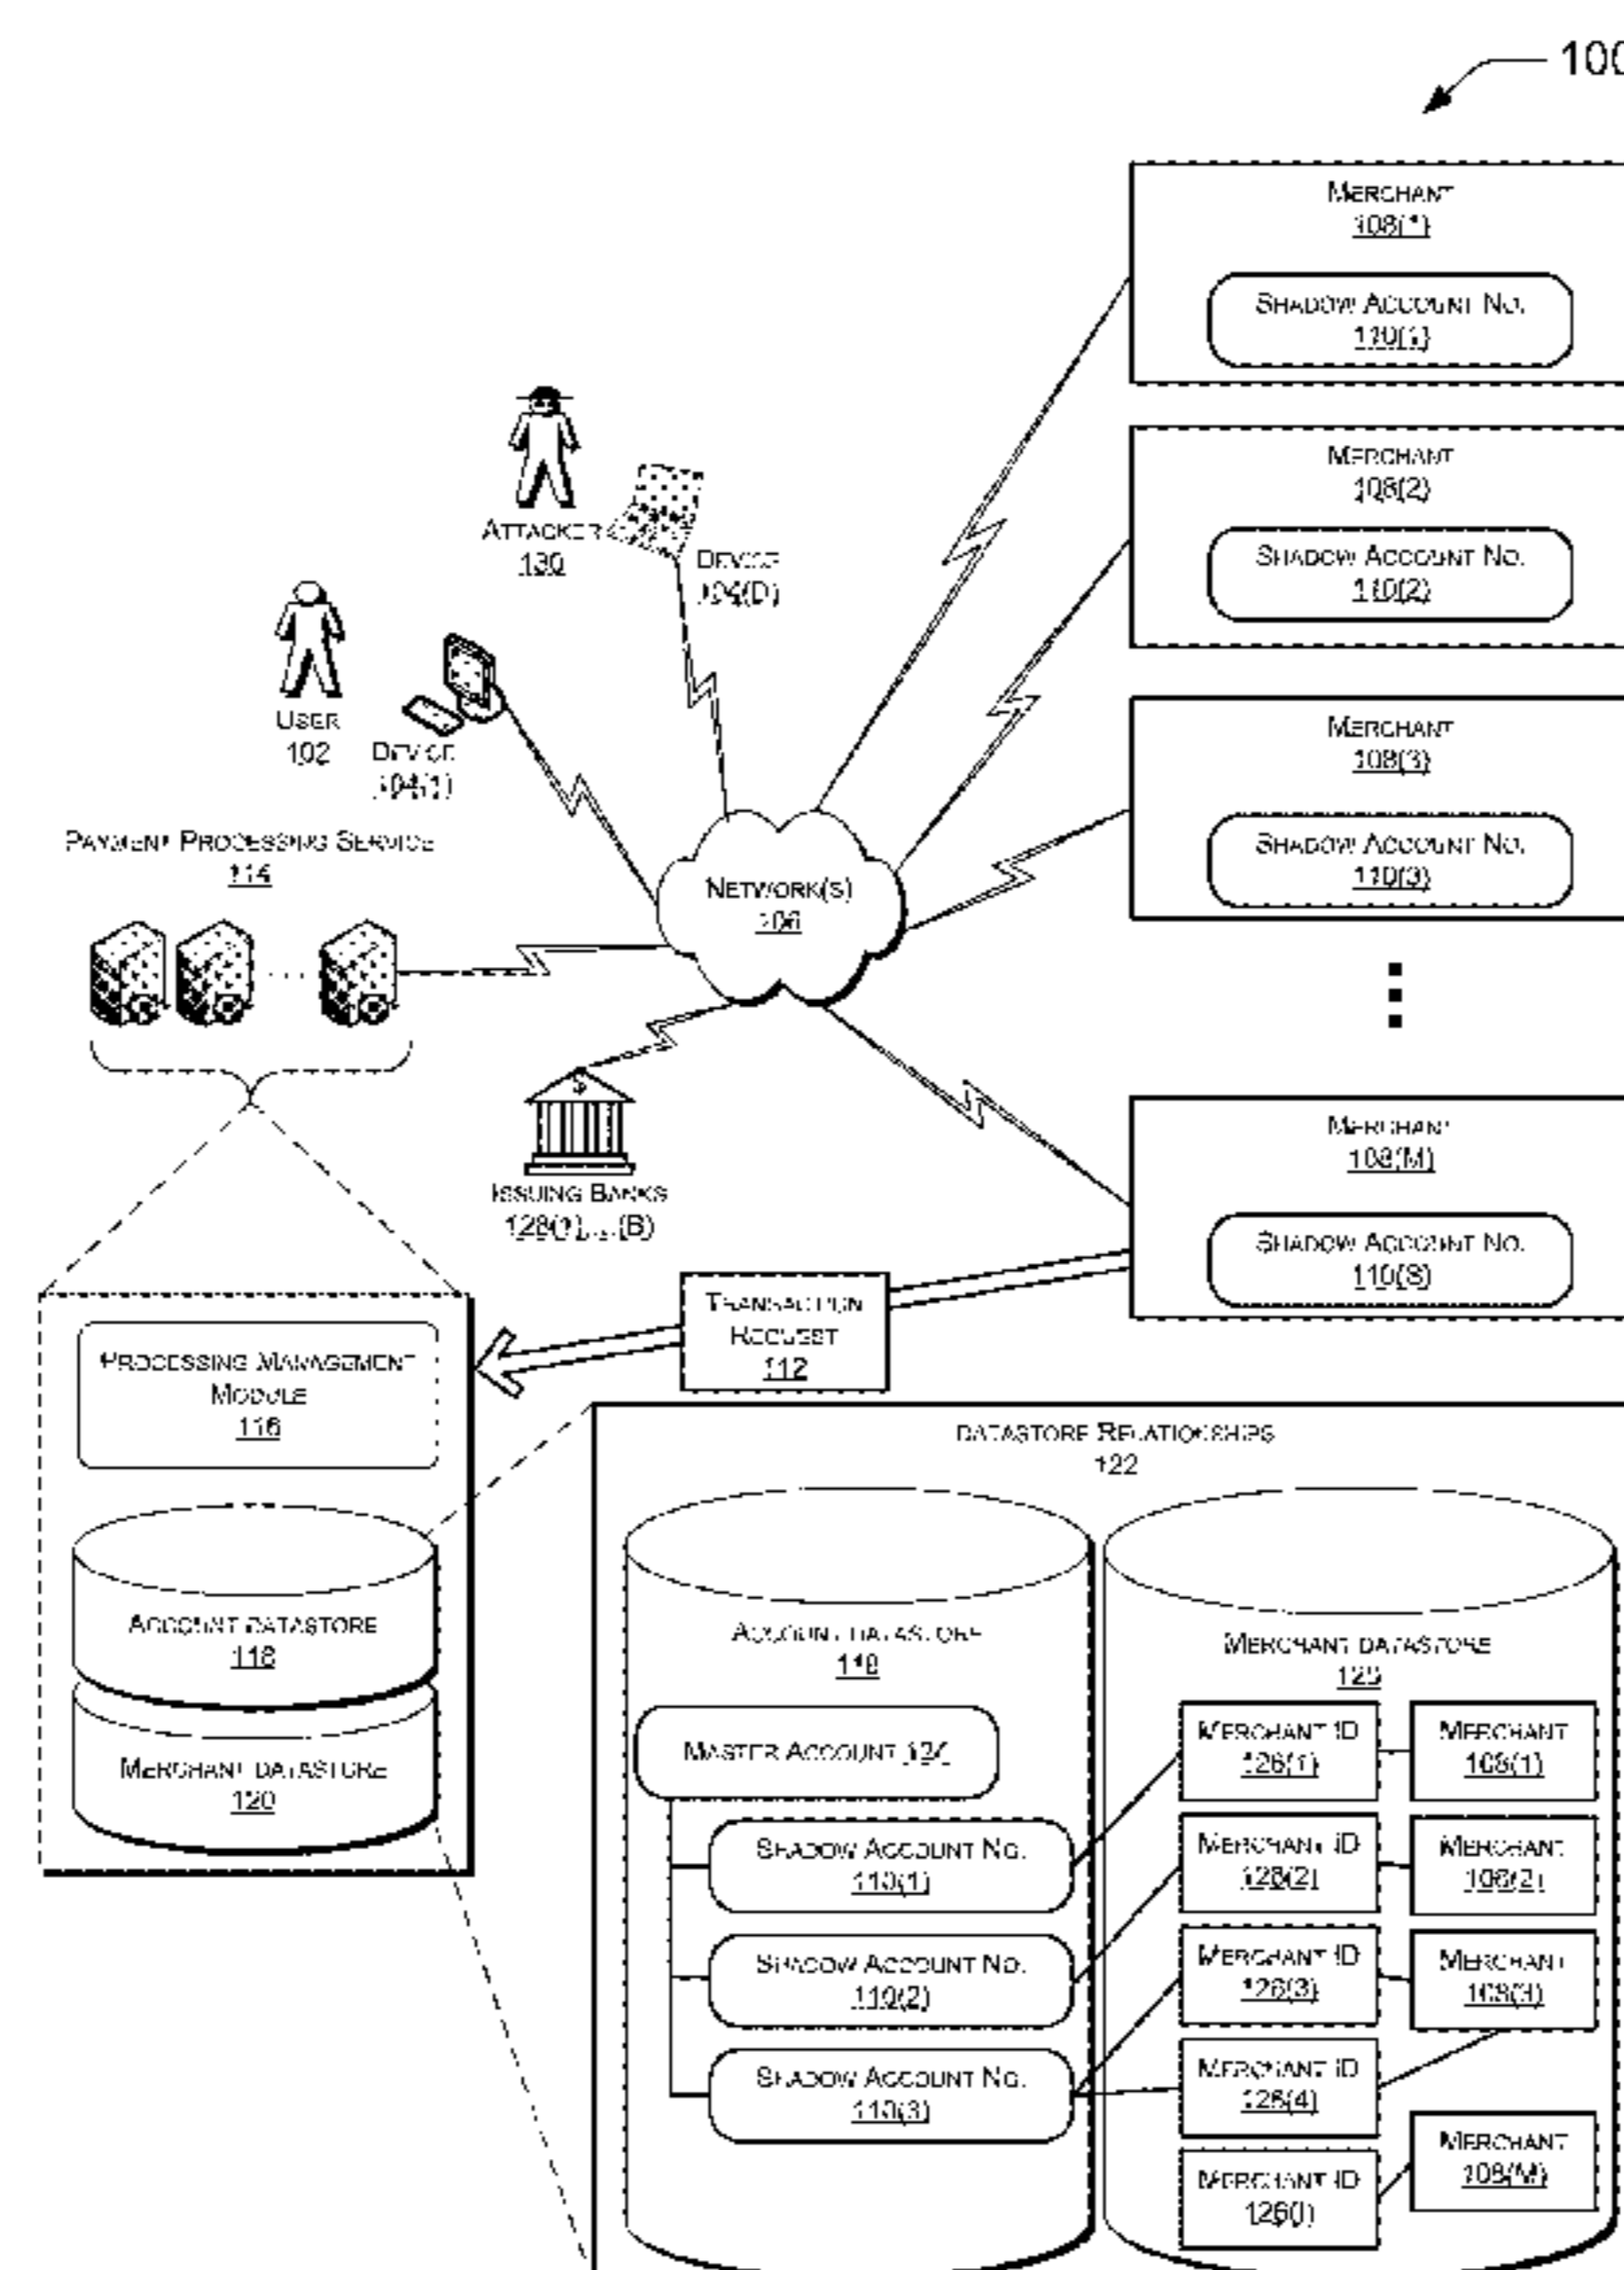 100
MERCHANT
108(1)
SHADOW ACCOUNT NO.
110(1)
MERCHANT
108(2)
SHADOW ACCOUNT NO.
110(2)
MERCHANT
108(3)
SHADOW ACCOUNT NO.
110(3)
MERCHANT
108(M)
SHADOW ACCOUNT NO.
110(S)
ATTACKER
130
DEVICE
104(D)
USER
102
DEVICE
104(1)
PAYMENT PROCESSING SERVICE
114
NETWORK(S)
106
ISSUING BANKS
128(1)...(B)
TRANSACTION
REQUEST
112
PROCESSING MANAGEMENT
MODULE
116
ACCOUNT DATASTORE
118
MERCHANT DATASTORE
120
DATASTORE RELATIONSHIPS
122
ACCOUNT DATASTORE
118
MASTER ACCOUNT 124
SHADOW ACCOUNT NO.
110(1)
SHADOW ACCOUNT NO.
110(2)
SHADOW ACCOUNT NO.
110(3)
MERCHANT DATASTORE
120
MERCHANT ID
126(1)
MERCHANT
108(1)
MERCHANT ID
126(2)
MERCHANT
108(2)
MERCHANT ID
126(3)
MERCHANT
108(3)
MERCHANT ID
126(4)
MERCHANT ID
126(I)
MERCHANT
108(M)